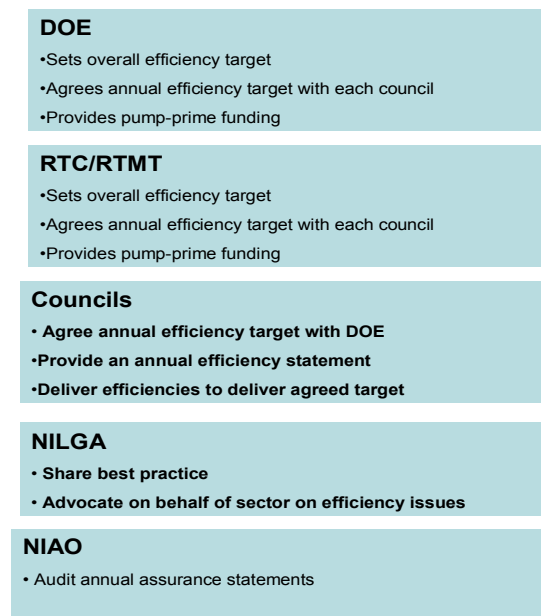 DOE
•Sets overall efficiency target
•Agrees annual efficiency target with each council
•Provides pump-prime funding
RTC/RTMT
•Sets overall efficiency target
•Agrees annual efficiency target with each council
•Provides pump-prime funding
Councils
• Agree annual efficiency target with DOE
•Provide an annual efficiency statement
•Deliver efficiencies to deliver agreed target
NILGA
• Share best practice
• Advocate on behalf of sector on efficiency issues
NIAO
• Audit annual assurance statements